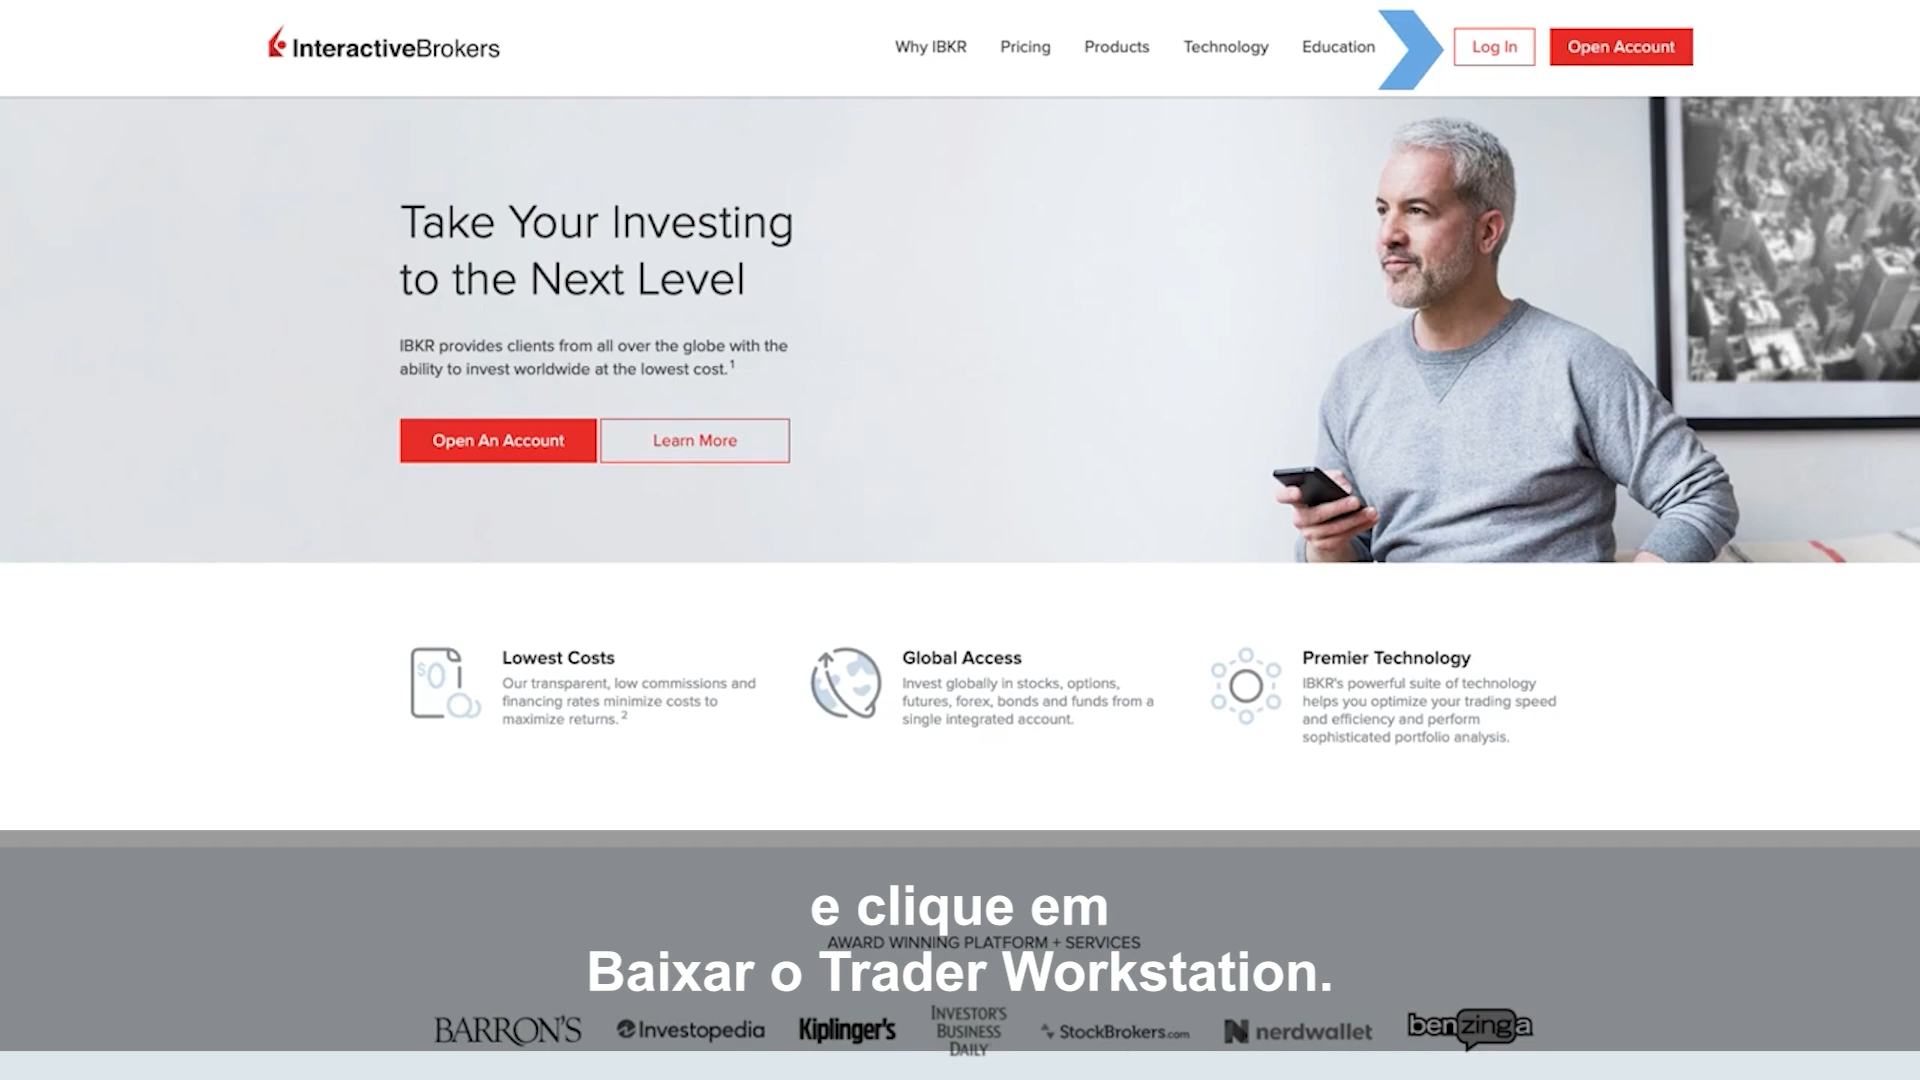 InteractiveBrokers
Why IBKR
Pricing
Products
Technology
Education
Log In
Open Account
Take Your Investing
to the Next Level
IBKR provides clients from all over the globe with the
ability to invest worldwide at the lowest cost. 1
Open An Account
Learn More
$0
Lowest Costs
Our transparent, low commissions and
financing rates minimize costs to
maximize returns. 2
Global Access
Invest globally in stocks, options,
futures, forex, bonds and funds from a
single integrated account.
Premier Technology
IBKR's powerful suite of technology
helps you optimize your trading speed
and efficiency and perform
sophisticated portfolio analysis.
e clique em
AWARD WINNING PLATFORM + SERVICES
Baixar o Trader Workstation.
BARRON'S
Investopedia
Kiplinger's
INVESTOR'S
BUSINESS
DAILY
StockBrokers.com
nerdwallet
benzinga